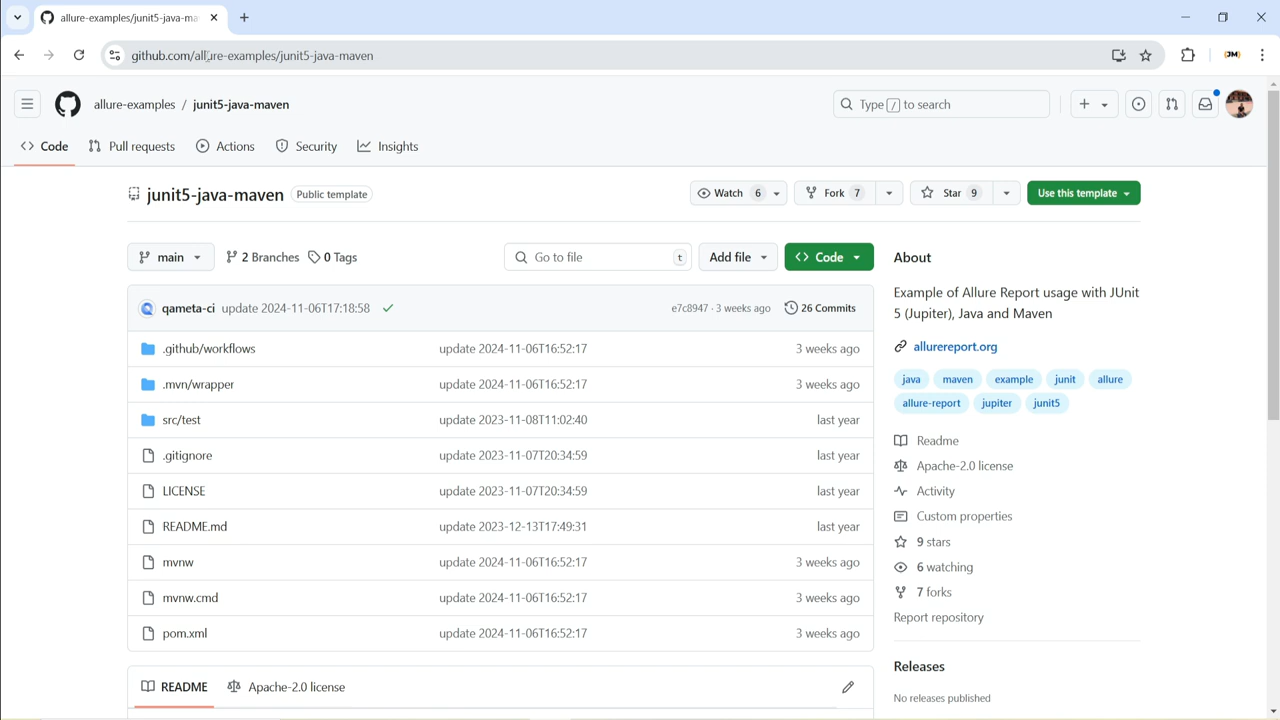 allure-examples/junit5-java-ma
github.com/allure-examples/junit5-java-maven
JM
allure-examples / junit5-java-maven
Type / to search
Code Pull requests Actions Security Insights
junit5-java-maven Public template
Watch 6 Fork 7 Star 9 Use this template
main 2 Branches 0 Tags Go to file t Add file Code
About
qameta-ci update 2024-11-06T17:18:58 e7c8947 · 3 weeks ago 26 Commits
Example of Allure Report usage with JUnit
5 (Jupiter), Java and Maven
.github/workflows update 2024-11-06T16:52:17 3 weeks ago
allurereport.org
.mvn/wrapper update 2024-11-06T16:52:17 3 weeks ago
java maven example junit allure
allure-report jupiter junit5
src/test update 2023-11-08T11:02:40 last year
Readme
.gitignore update 2023-11-07T20:34:59 last year
Apache-2.0 license
LICENSE update 2023-11-07T20:34:59 last year
Activity
Custom properties
README.md update 2023-12-13T17:49:31 last year
9 stars
mvnw update 2024-11-06T16:52:17 3 weeks ago
6 watching
7 forks
mvnw.cmd update 2024-11-06T16:52:17 3 weeks ago
Report repository
pom.xml update 2024-11-06T16:52:17 3 weeks ago
Releases
README Apache-2.0 license
No releases published